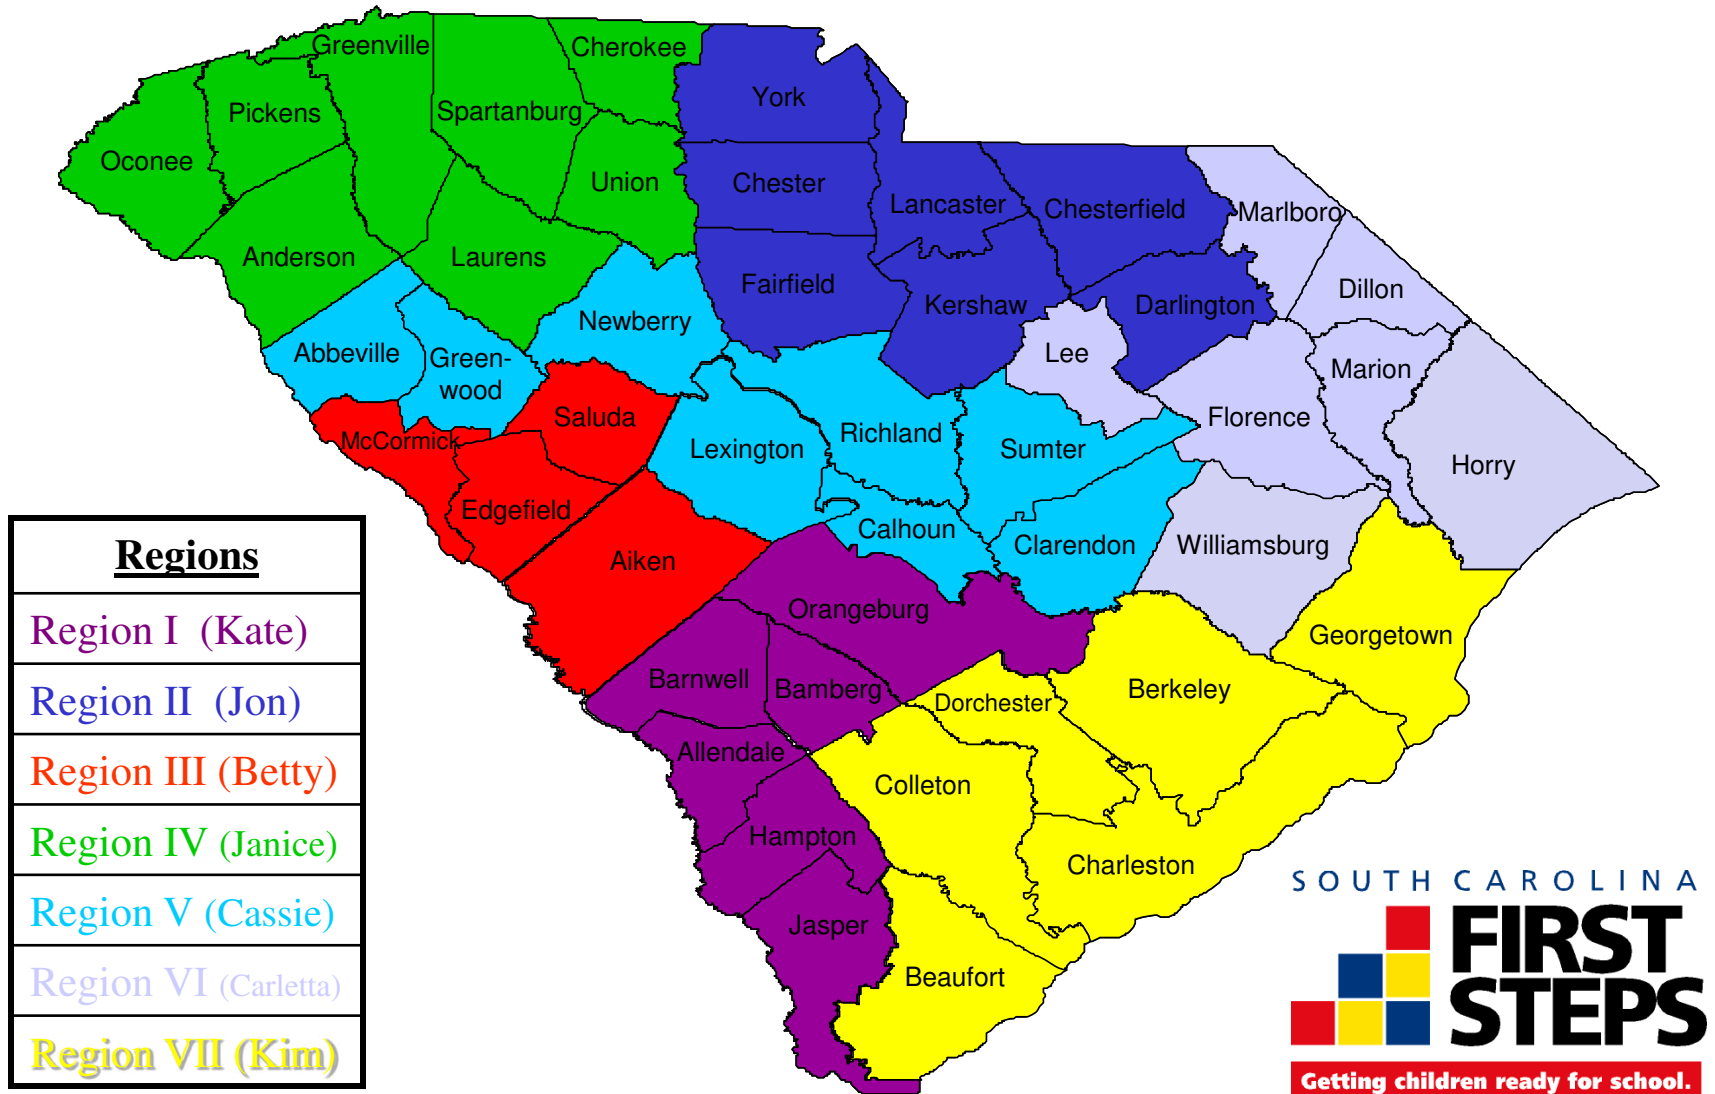 Greenville
Cherokee
York
Pickens
Spartanburg
Oconee
Union
Chester
Lancaster
Chesterfield
Marlboro
Anderson
Laurens
Fairfield
Kershaw
Darlington
Dillon
Newberry
Abbeville
Green-
wood
Lee
Marion
Saluda
McCormick
Lexington
Richland
Sumter
Florence
Horry
Edgefield
Aiken
Calhoun
Clarendon
Williamsburg
Orangeburg
Georgetown
Barnwell
Bamberg
Dorchester
Berkeley
Allendale
Colleton
Hampton
Charleston
Jasper
Beaufort
Regions
Region I (Kate)
Region II (Jon)
Region III (Betty)
Region IV (Janice)
Region V (Cassie)
Region VI (Carletta)
Region VII (Kim)
SOUTH CAROLINA
FIRST
STEPS
Getting children ready for school.